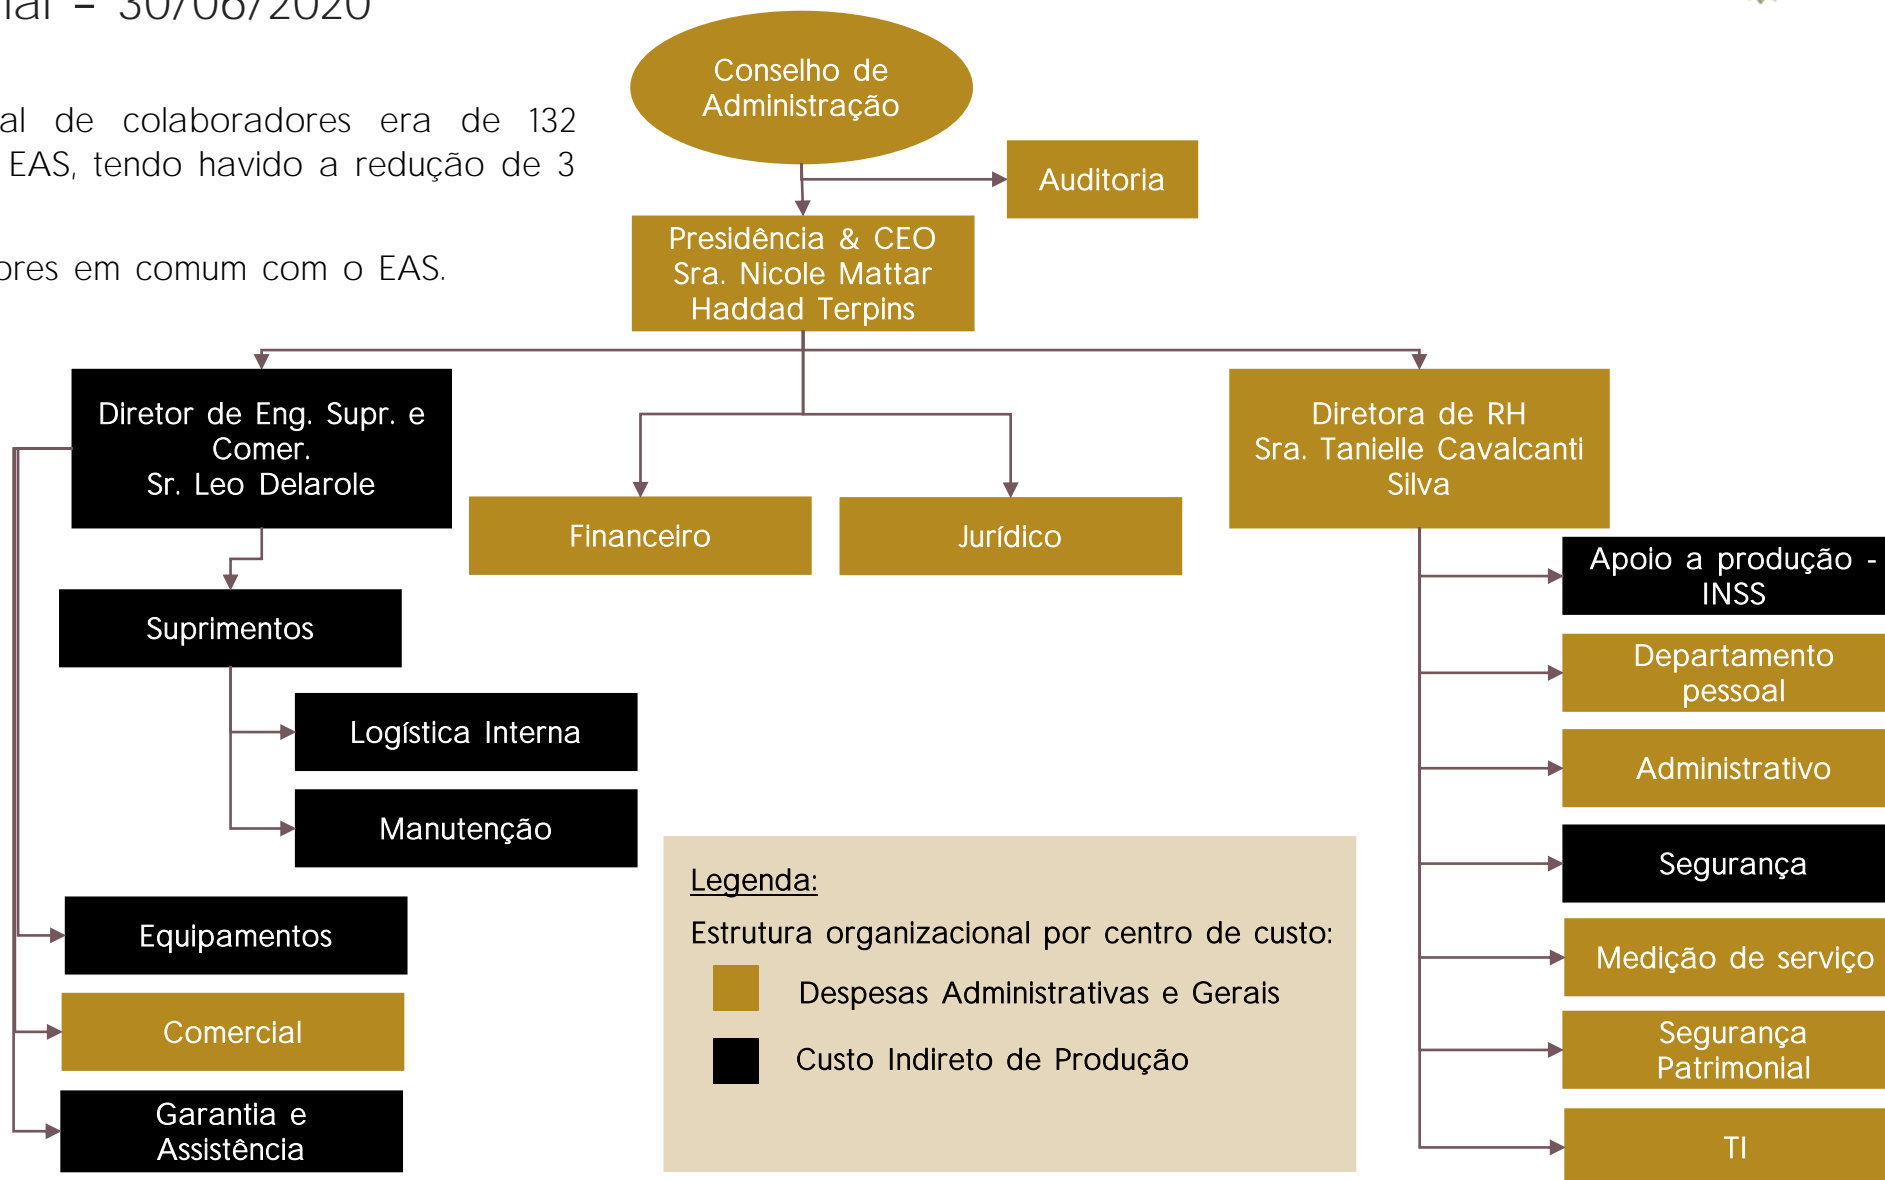 nal – 30/06/2020
al de colaboradores era de 132
EAS, tendo havido a redução de 3
ores em comum com o EAS.
Conselho de
Administração
Auditoria
Presidência & CEO
Sra. Nicole Mattar
Haddad Terpins
Diretor de Eng. Supr. e
Comer.
Sr. Leo Delarole
Financeiro
Jurídico
Diretora de RH
Sra. Tanielle Cavalcanti
Silva
Suprimentos
Logística Interna
Manutenção
Equipamentos
Comercial
Garantia e
Assistência
Apoio a produção -
INSS
Departamento
pessoal
Administrativo
Segurança
Medição de serviço
Segurança
Patrimonial
TI
Legenda:
Estrutura organizacional por centro de custo:
Despesas Administrativas e Gerais
Custo Indireto de Produção